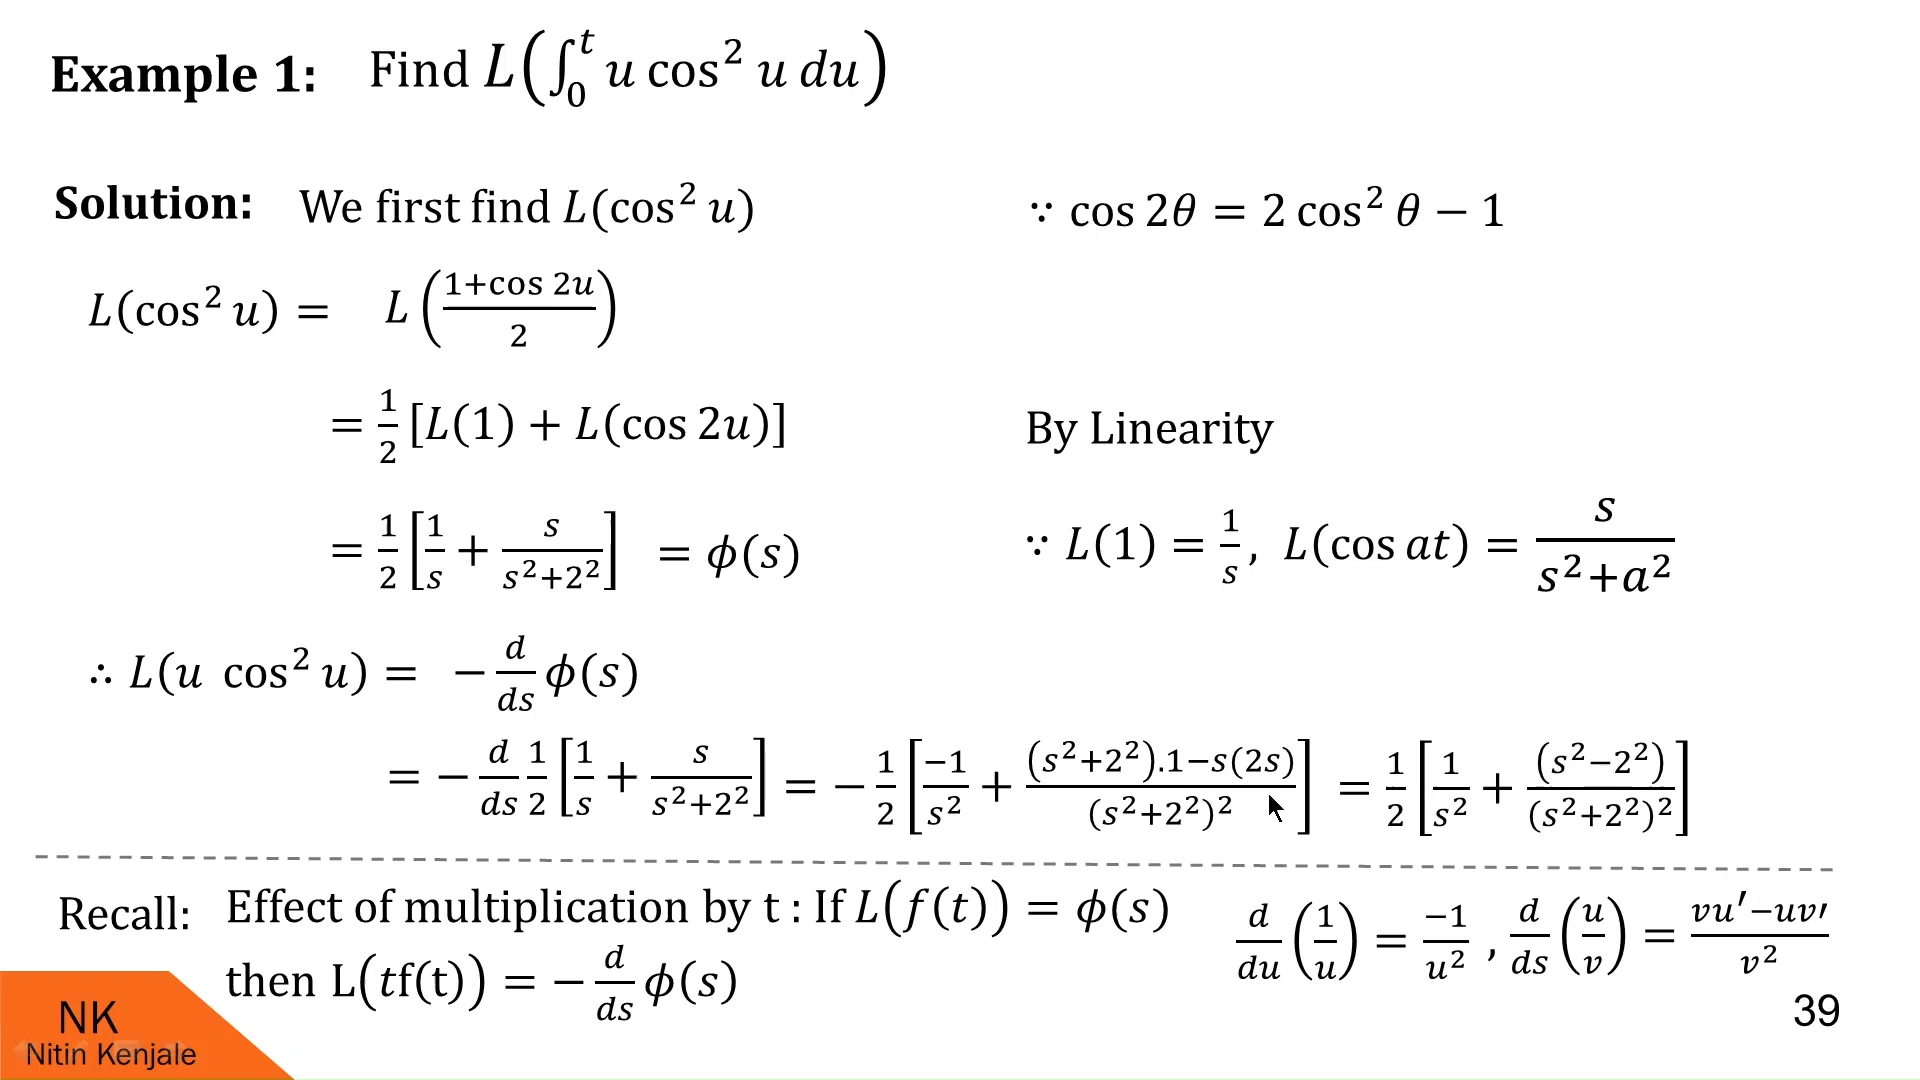 Example 1: Find L(∫₀ᵗ u cos² u du)
Solution: We first find L(cos² u) ∵ cos 2θ = 2 cos² θ − 1
L(cos² u) = L((1+cos 2u)/2)
= 1/2 [L(1) + L(cos 2u)] By Linearity
= 1/2 [1/s + s/(s²+2²)] = ϕ(s) ∵ L(1) = 1/s, L(cos at) = s/(s²+a²)
∴ L(u cos² u) = − d/ds ϕ(s)
= − d/ds 1/2 [1/s + s/(s²+2²)] = − 1/2 [−1/s² + ((s²+2²).1−s(2s))/(s²+2²)²] = 1/2 [1/s² + (s²−2²)/(s²+2²)²]
Recall: Effect of multiplication by t : If L(f(t)) = ϕ(s)
then L(tf(t)) = − d/ds ϕ(s)
d/du (1/u) = −1/u² , d/ds (u/v) = (vu′−uv′)/v²
39
NK
Nitin Kenjale